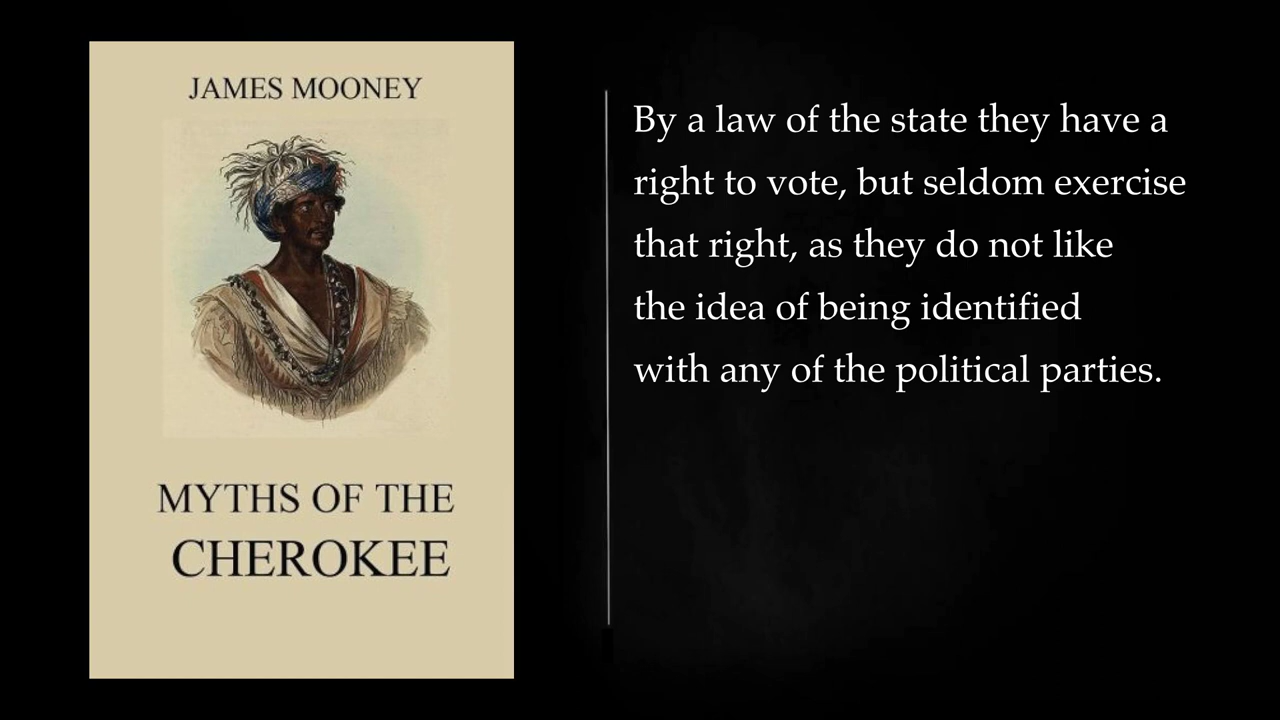 JAMES MOONEY
MYTHS OF THE
CHEROKEE
By a law of the state they have a
right to vote, but seldom exercise
that right, as they do not like
the idea of being identified
with any of the political parties.